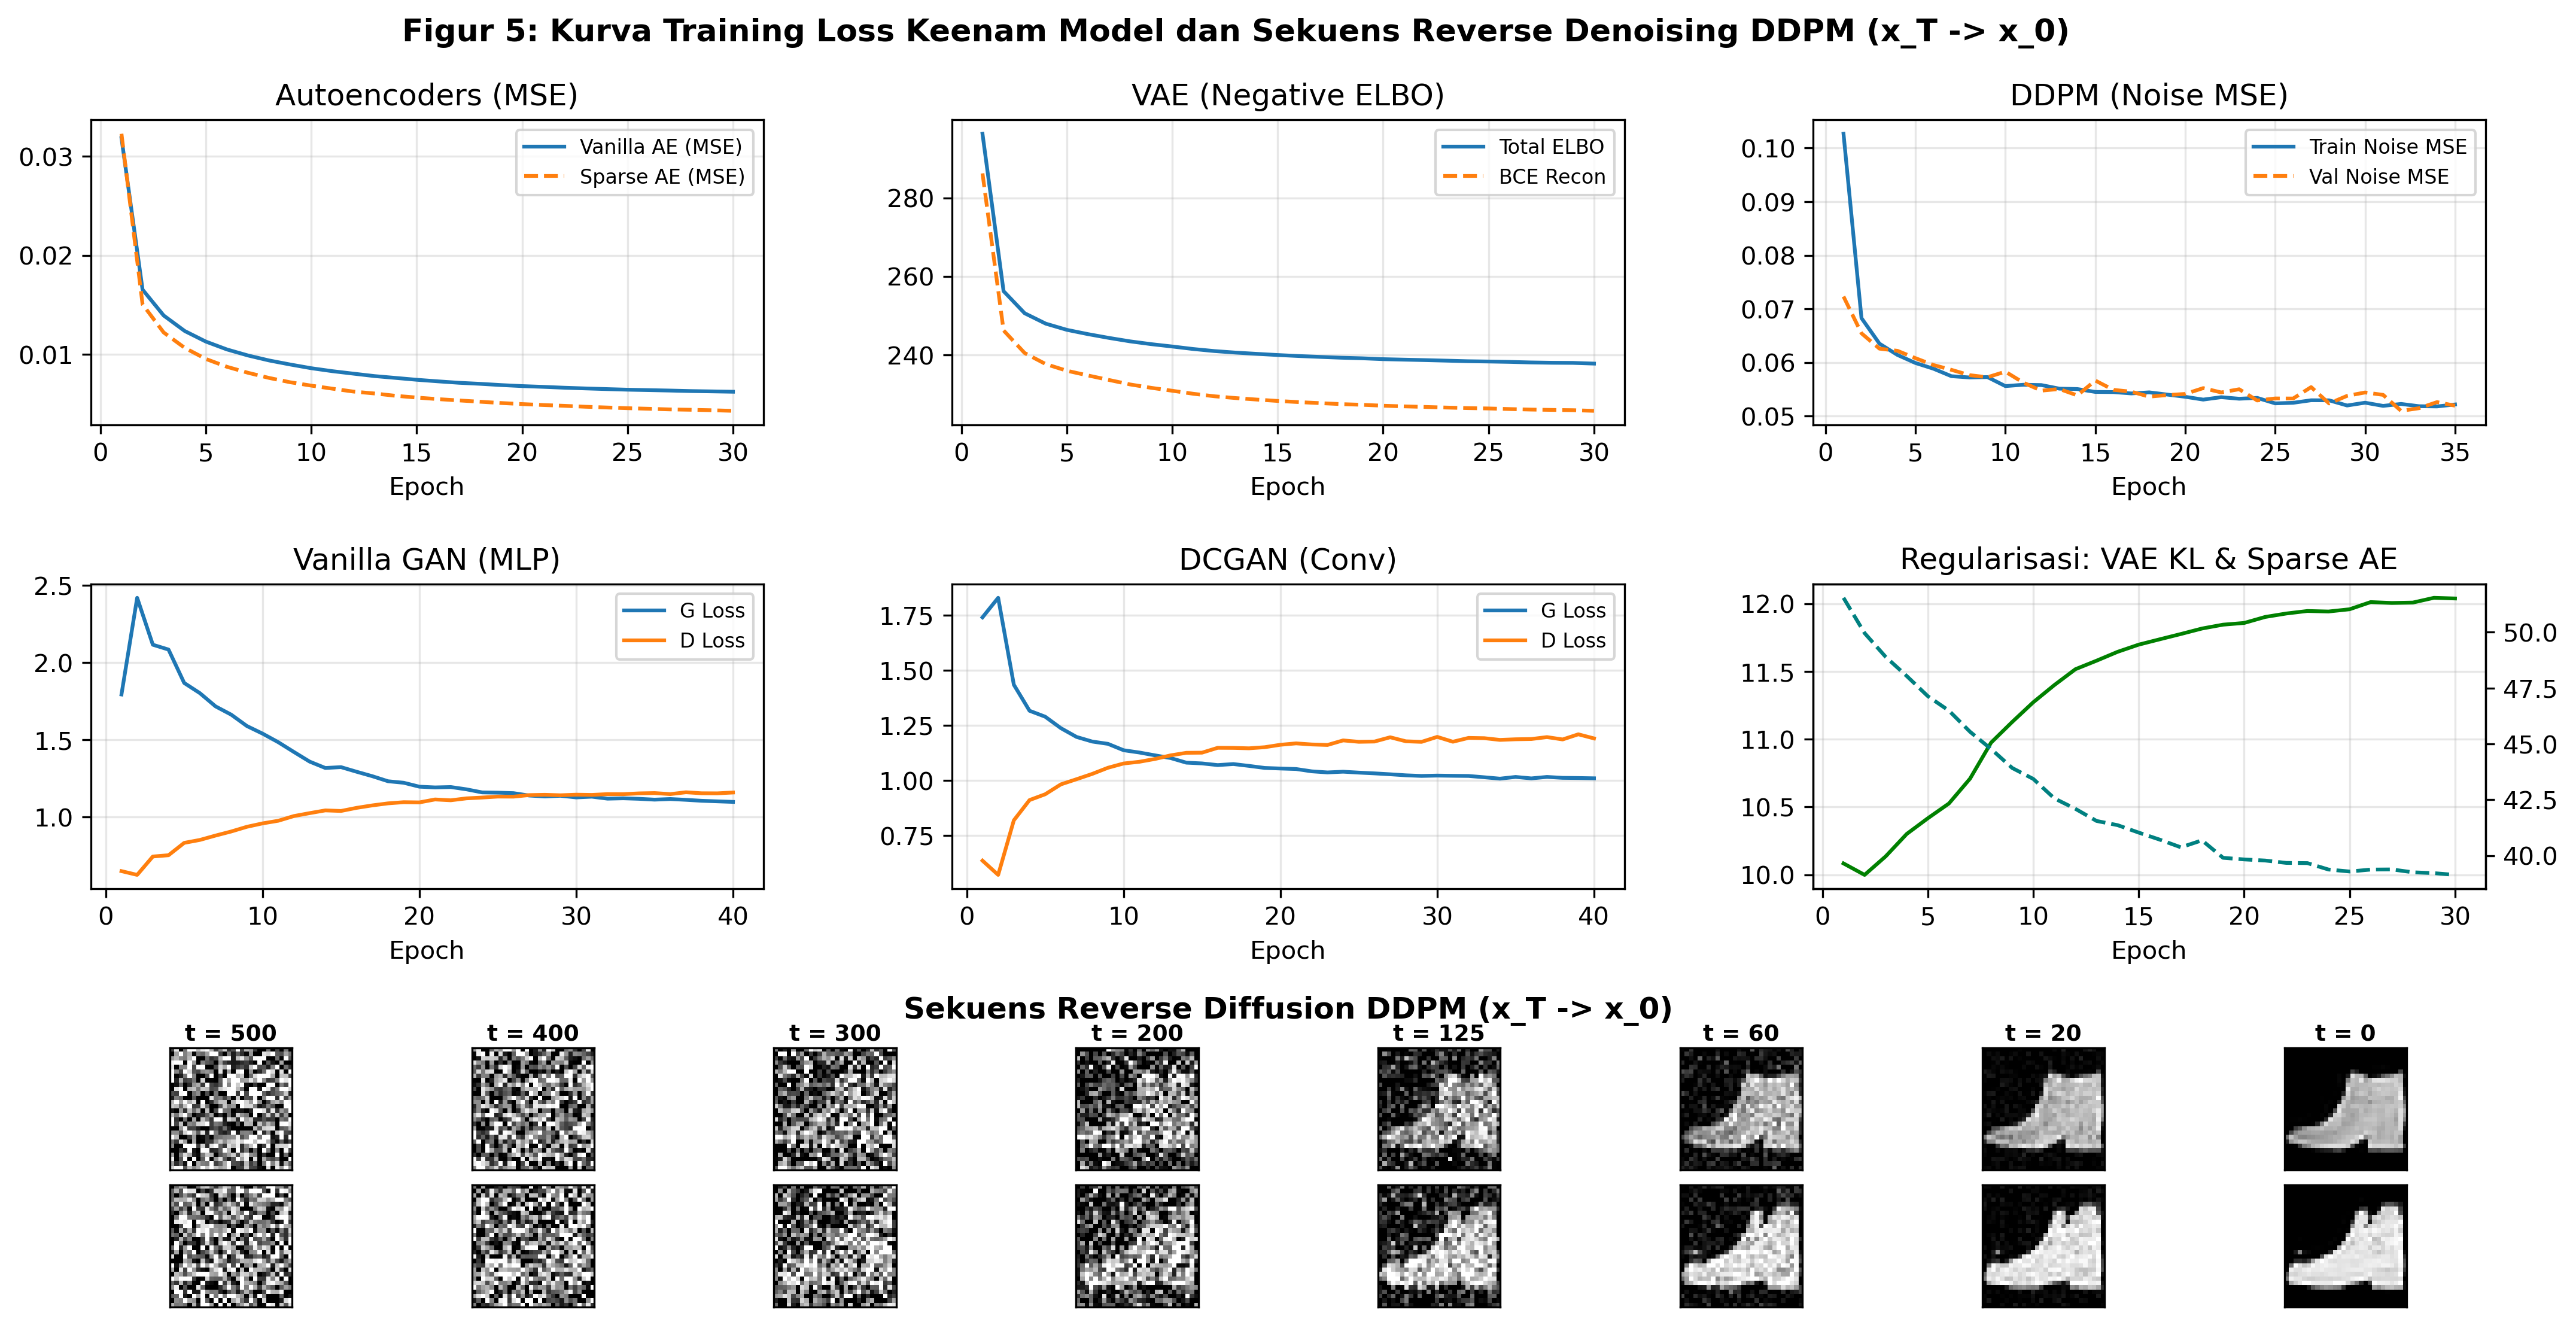 Figur 5: Kurva Training Loss Keenam Model dan Sekuens Reverse Denoising DDPM (x_T -> x_0)
Autoencoders (MSE)
Vanilla AE (MSE)
Sparse AE (MSE)
0.03
0.02
0.01
0 5 10 15 20 25 30
Epoch
VAE (Negative ELBO)
Total ELBO
BCE Recon
280
260
240
0 5 10 15 20 25 30
Epoch
DDPM (Noise MSE)
Train Noise MSE
Val Noise MSE
0.10
0.09
0.08
0.07
0.06
0.05
0 5 10 15 20 25 30 35
Epoch
Vanilla GAN (MLP)
G Loss
D Loss
2.5
2.0
1.5
1.0
0 10 20 30 40
Epoch
DCGAN (Conv)
G Loss
D Loss
1.75
1.50
1.25
1.00
0.75
0 10 20 30 40
Epoch
Regularisasi: VAE KL & Sparse AE
12.0
11.5
11.0
10.5
10.0
50.0
47.5
45.0
42.5
40.0
0 5 10 15 20 25 30
Epoch
Sekuens Reverse Diffusion DDPM (x_T -> x_0)
t = 500 t = 400 t = 300 t = 200 t = 125 t = 60 t = 20 t = 0